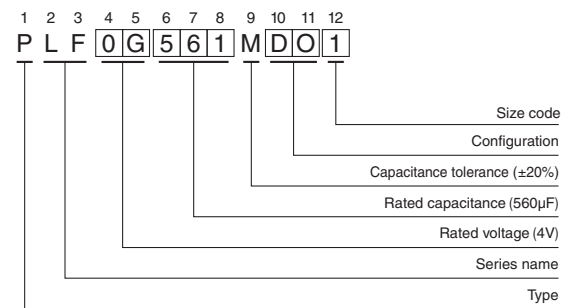 1 2 3 4 5 6 7 8 9 10 11 12
P L F 0 G 5 6 1 M D O 1
Size code
Configuration
Capacitance tolerance (±20%)
Rated capacitance (560µF)
Rated voltage (4V)
Series name
Type